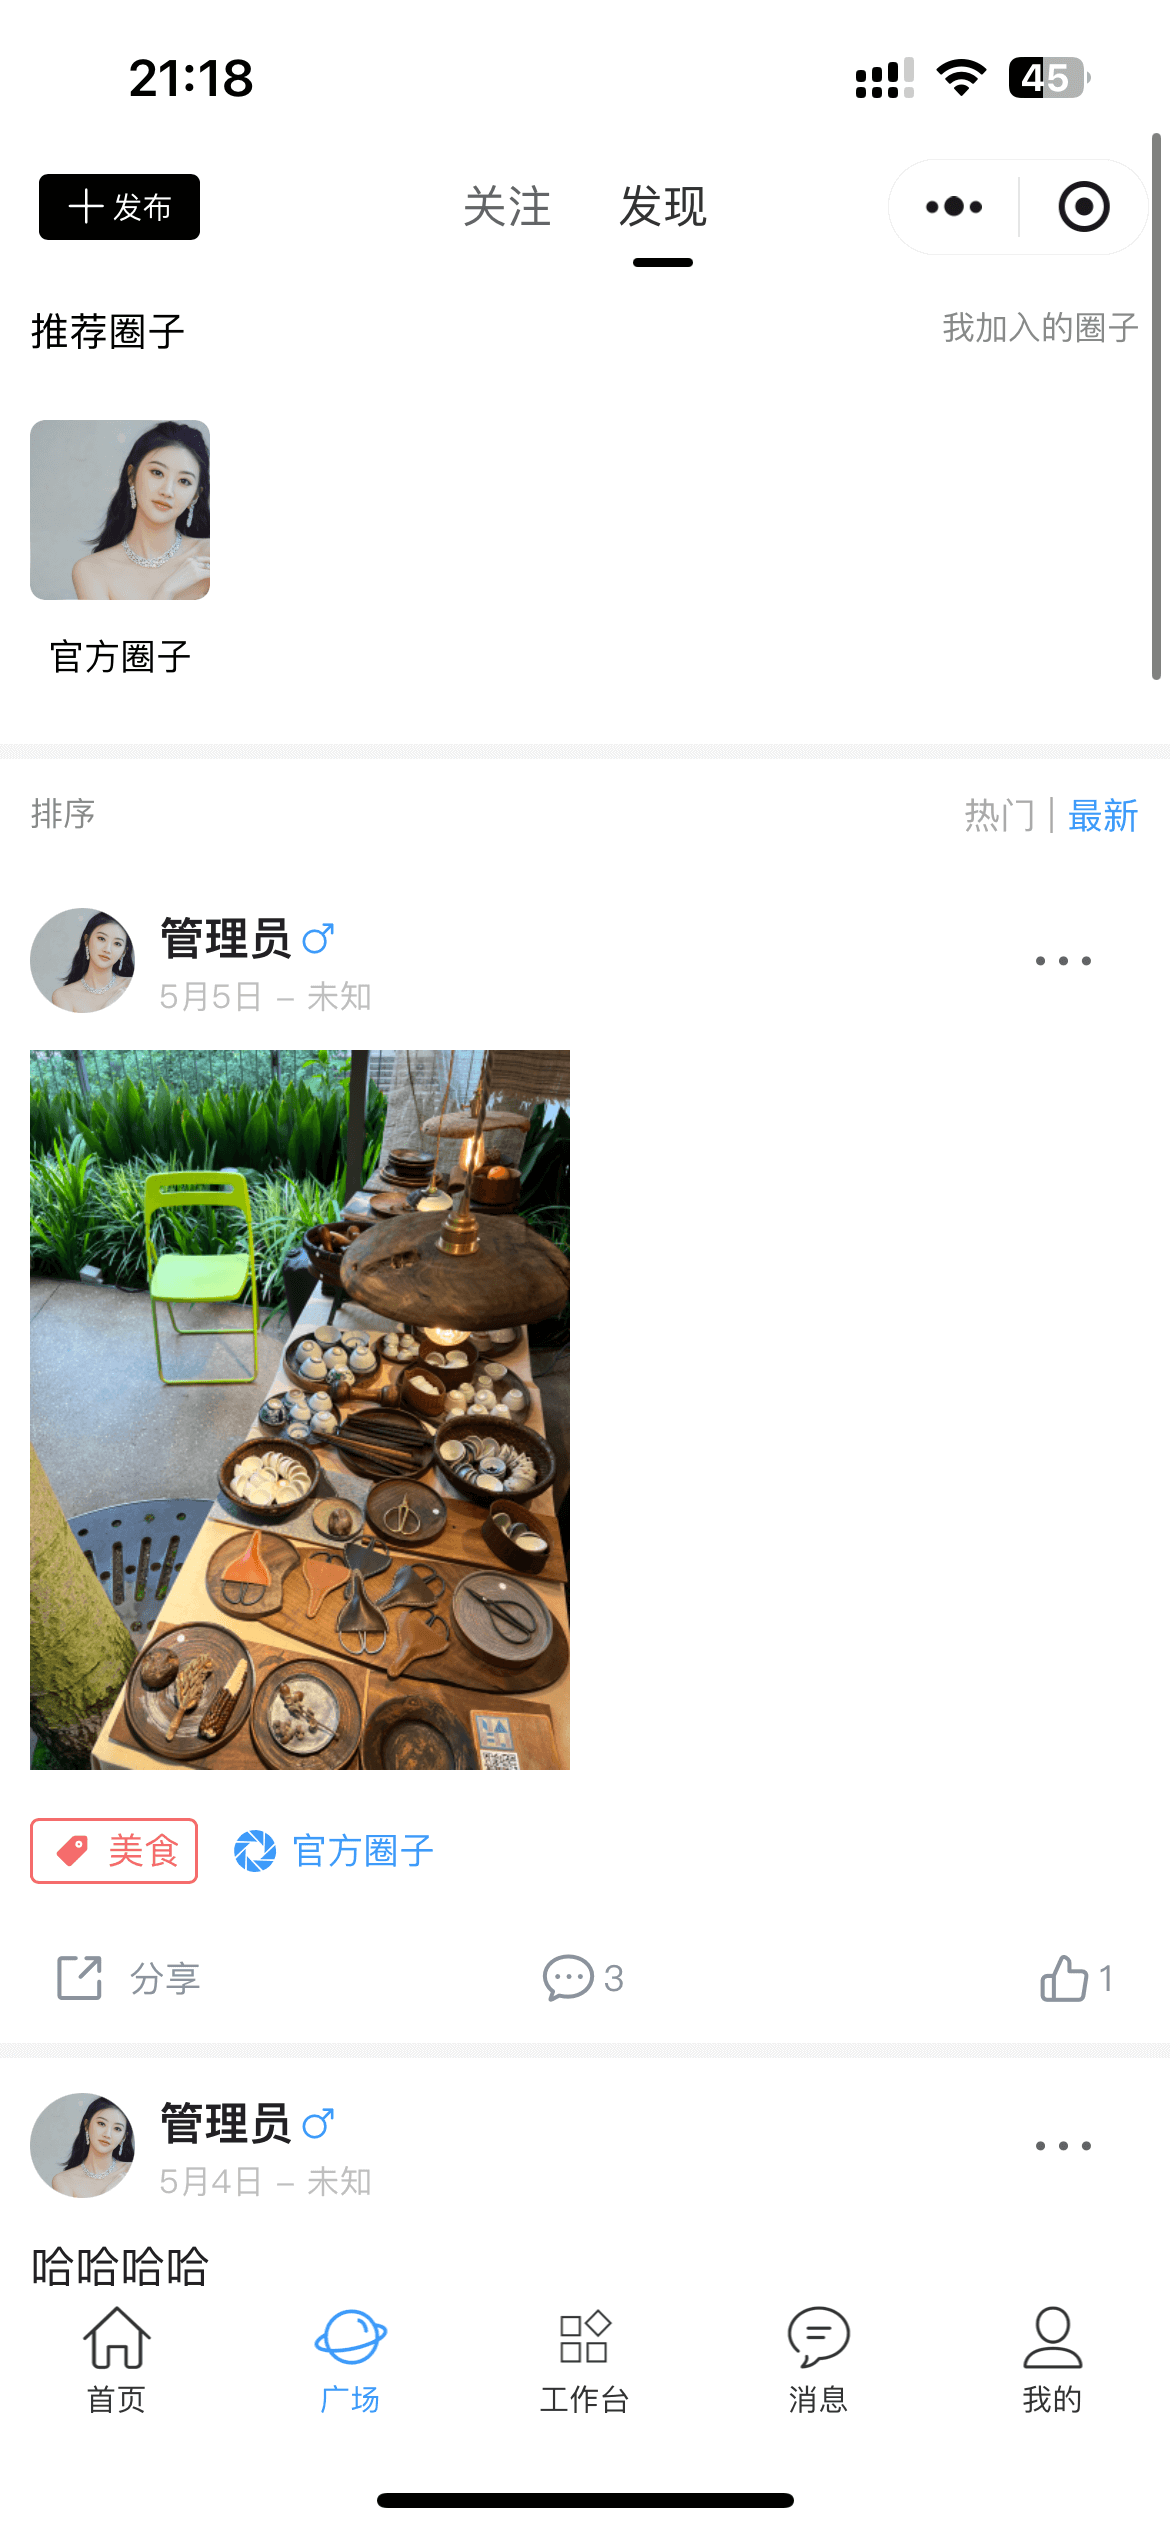 21:18
45
发布
关注
发现
推荐圈子
我加入的圈子
官方圈子
排序
热门 | 最新
管理员
5月5日 – 未知
美食
官方圈子
分享
3
1
管理员
5月4日 – 未知
哈哈哈哈
首页
广场
工作台
消息
我的